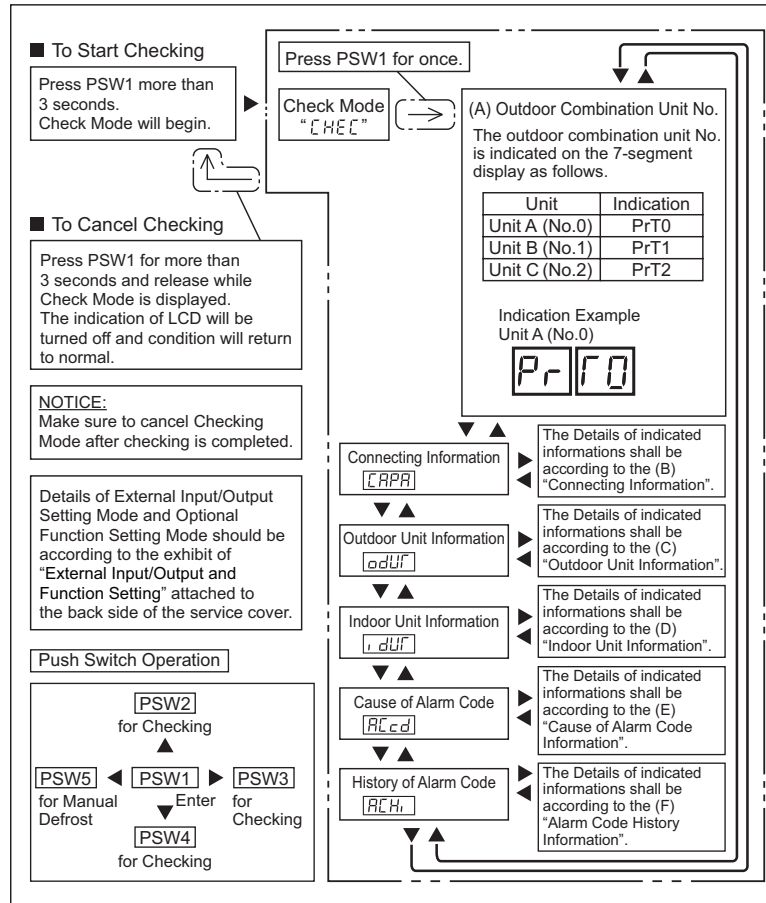 ■ To Start Checking
Press PSW1 more than
3 seconds.
Check Mode will begin.
Press PSW1 for once.
Check Mode
“CHEC”
■ To Cancel Checking
Press PSW1 for more than
3 seconds and release while
Check Mode is displayed.
The indication of LCD will be
turned off and condition will return
to normal.
NOTICE:
Make sure to cancel Checking
Mode after checking is completed.
Details of External Input/Output
Setting Mode and Optional
Function Setting Mode should be
according to the exhibit of
“External Input/Output and
Function Setting” attached to
the back side of the service cover.
Push Switch Operation
PSW2
for Checking
PSW5 PSW1 PSW3
for Manual Defrost
Enter
for Checking
PSW4
for Checking
(A) Outdoor Combination Unit No.
The outdoor combination unit No.
is indicated on the 7-segment
display as follows.
Unit Indication
Unit A (No.0) PrT0
Unit B (No.1) PrT1
Unit C (No.2) PrT2
Indication Example
Unit A (No.0)
PrT0
Connecting Information
CAPA
The Details of indicated
informations shall be
according to the (B)
“Connecting Information”.
Outdoor Unit Information
odUT
The Details of indicated
informations shall be
according to the (C)
“Outdoor Unit Information”.
Indoor Unit Information
idUT
The Details of indicated
informations shall be
according to the (D)
“Indoor Unit Information”.
Cause of Alarm Code
ACcd
The Details of indicated
informations shall be
according to the (E)
“Cause of Alarm Code
Information”.
History of Alarm Code
ACHi
The Details of indicated
informations shall be
according to the (F)
“Alarm Code History
Information”.